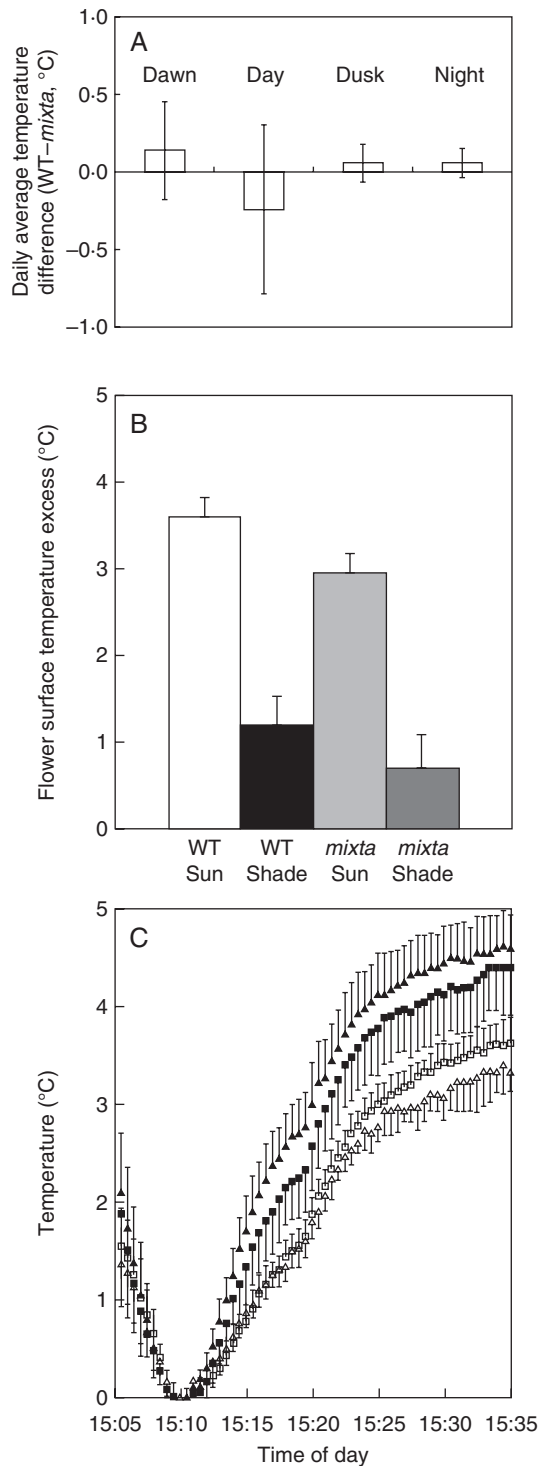 A
Dawn Day Dusk Night
1·0
0·5
0·0
−0·5
−1·0
Daily average temperature
difference (WT−mixta, °C)
B
5
4
3
2
1
0
Flower surface temperature excess (°C)
WT WT mixta mixta
Sun Shade Sun Shade
C
5
4
3
2
1
0
Temperature (°C)
15:05 15:10 15:15 15:20 15:25 15:30 15:35
Time of day